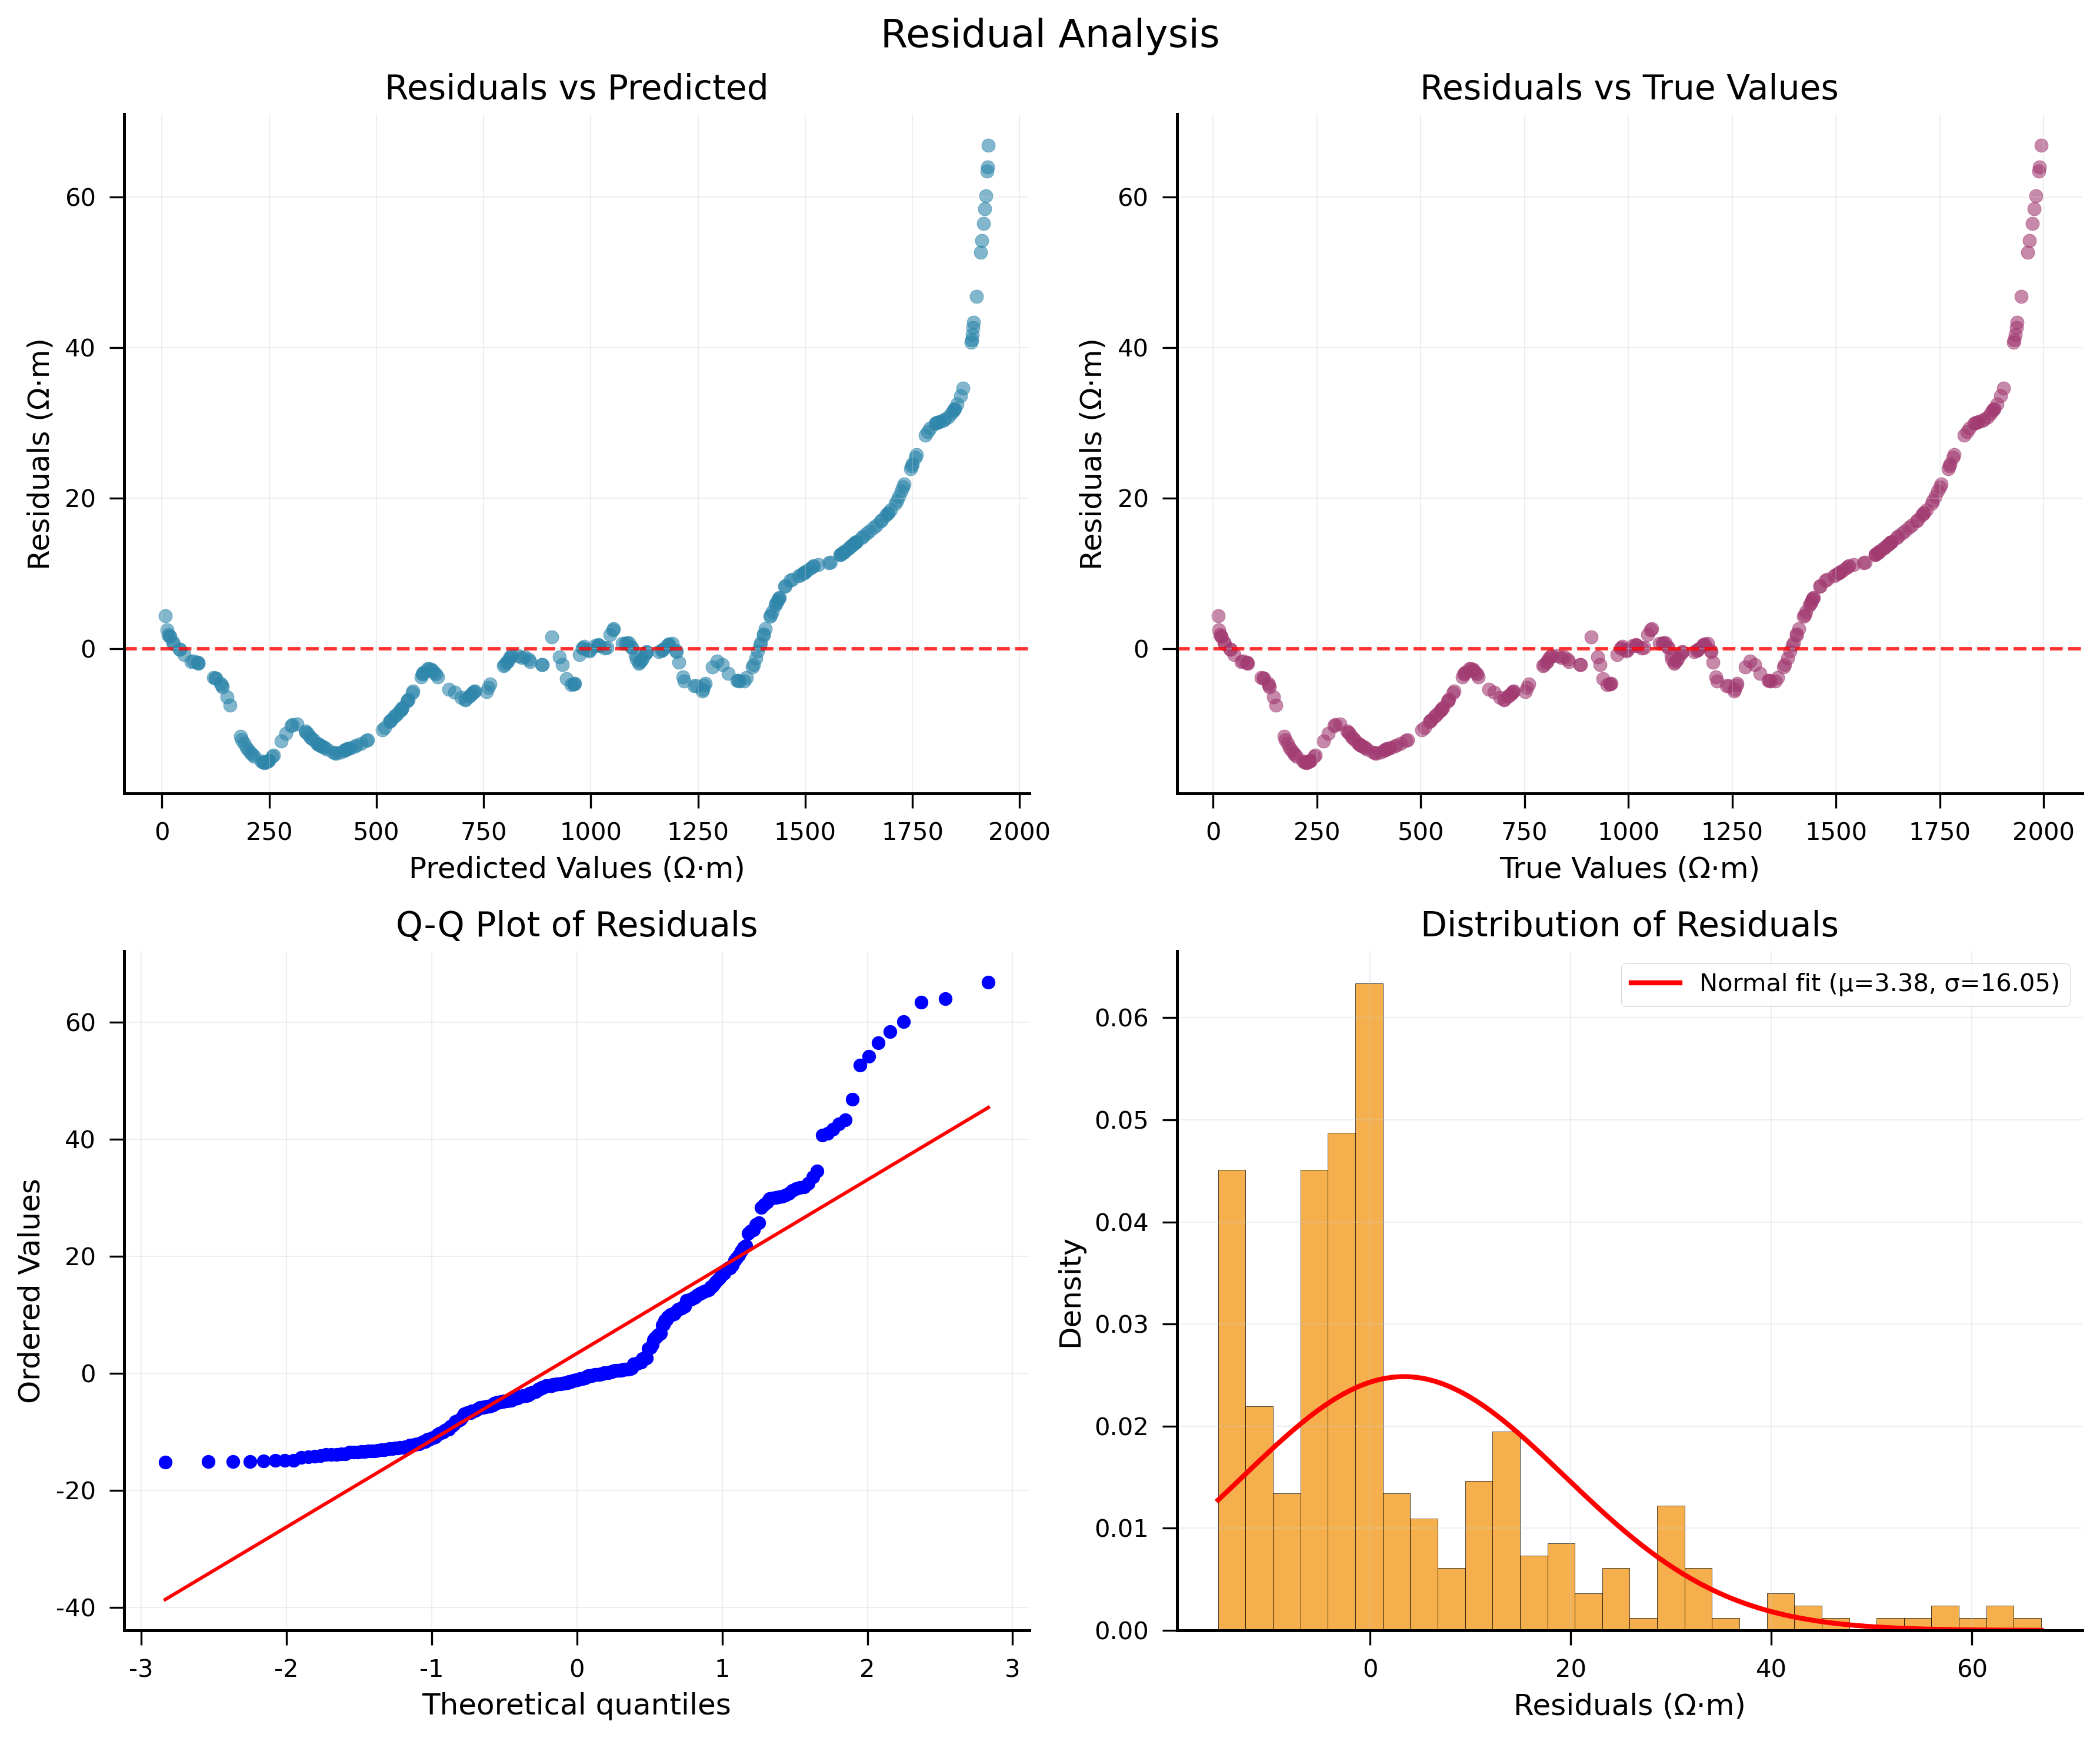 Residual Analysis
Residuals vs Predicted
Residuals (Ω·m)
60
40
20
0
0 250 500 750 1000 1250 1500 1750 2000
Predicted Values (Ω·m)
Residuals vs True Values
Residuals (Ω·m)
60
40
20
0
0 250 500 750 1000 1250 1500 1750 2000
True Values (Ω·m)
Q-Q Plot of Residuals
Ordered Values
60
40
20
0
-20
-40
-3 -2 -1 0 1 2 3
Theoretical quantiles
Distribution of Residuals
Normal fit (μ=3.38, σ=16.05)
Density
0.06
0.05
0.04
0.03
0.02
0.01
0.00
0 20 40 60
Residuals (Ω·m)